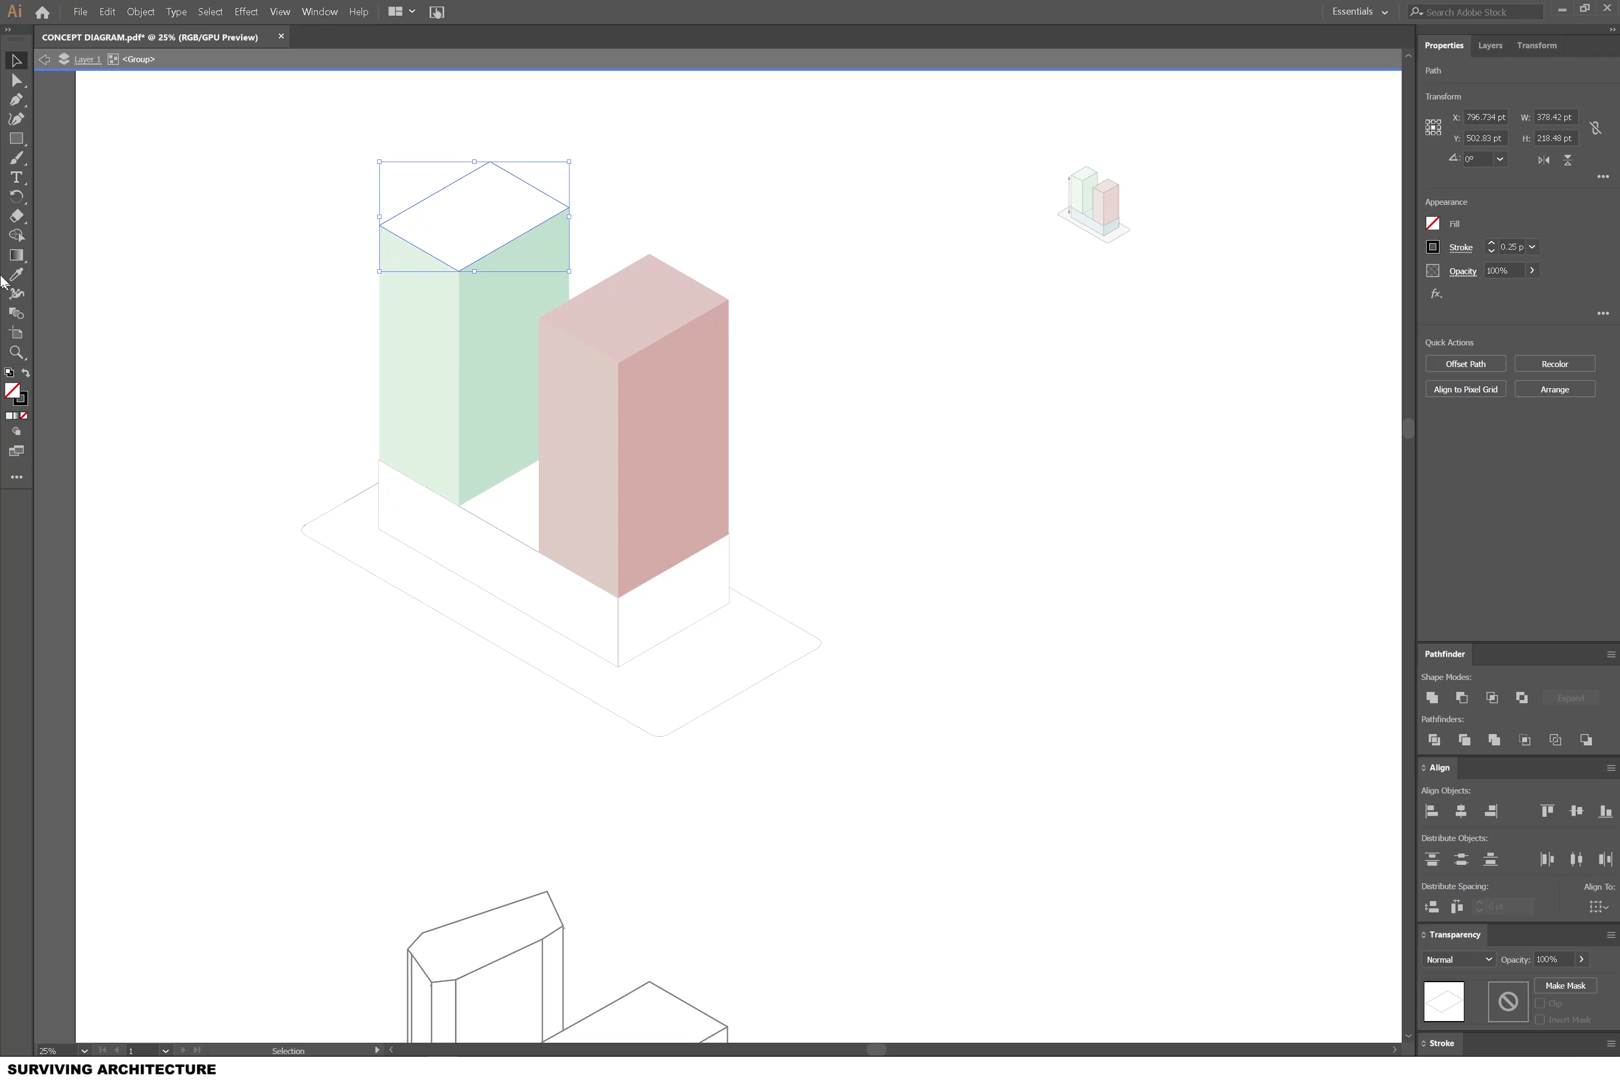 Ai File Edit Object Type Select Effect View Window Help Essentials Search Adobe Stock
CONCEPT DIAGRAM.pdf* @ 25% (RGB/GPU Preview) ×
Layer 1 <Group>
Properties Layers Transform
Path
Transform
X: 796.734 pt W: 378.42 pt
Y: 502.83 pt H: 218.48 pt
0°
Appearance
Fill
Stroke 0.25 p
Opacity 100%
fx.
Quick Actions
Offset Path Recolor
Align to Pixel Grid Arrange
Pathfinder
Shape Modes:
Expand
Pathfinders:
Align
Align Objects:
Distribute Objects:
Distribute Spacing: Align To:
0 pt
Transparency
Normal Opacity: 100%
Make Mask
Clip
Invert Mask
Stroke
25% 1 Selection
SURVIVING ARCHITECTURE